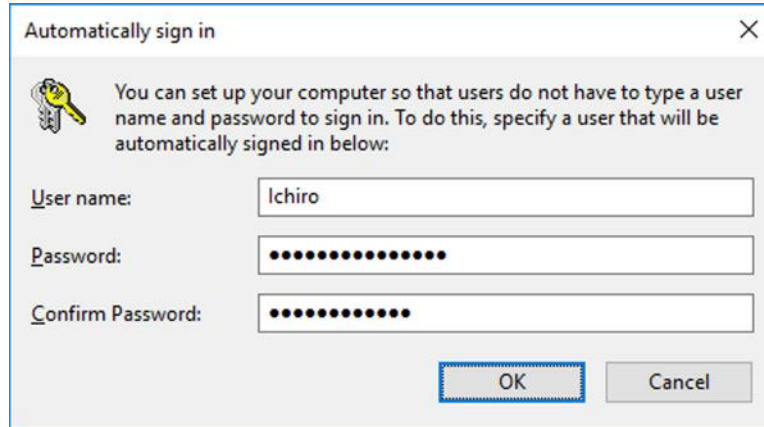 Automatically sign in
You can set up your computer so that users do not have to type a user
name and password to sign in. To do this, specify a user that will be
automatically signed in below:
User name:
Ichiro
Password:
●●●●●●●●●●●●●●●
Confirm Password:
●●●●●●●●●●●●
OK
Cancel